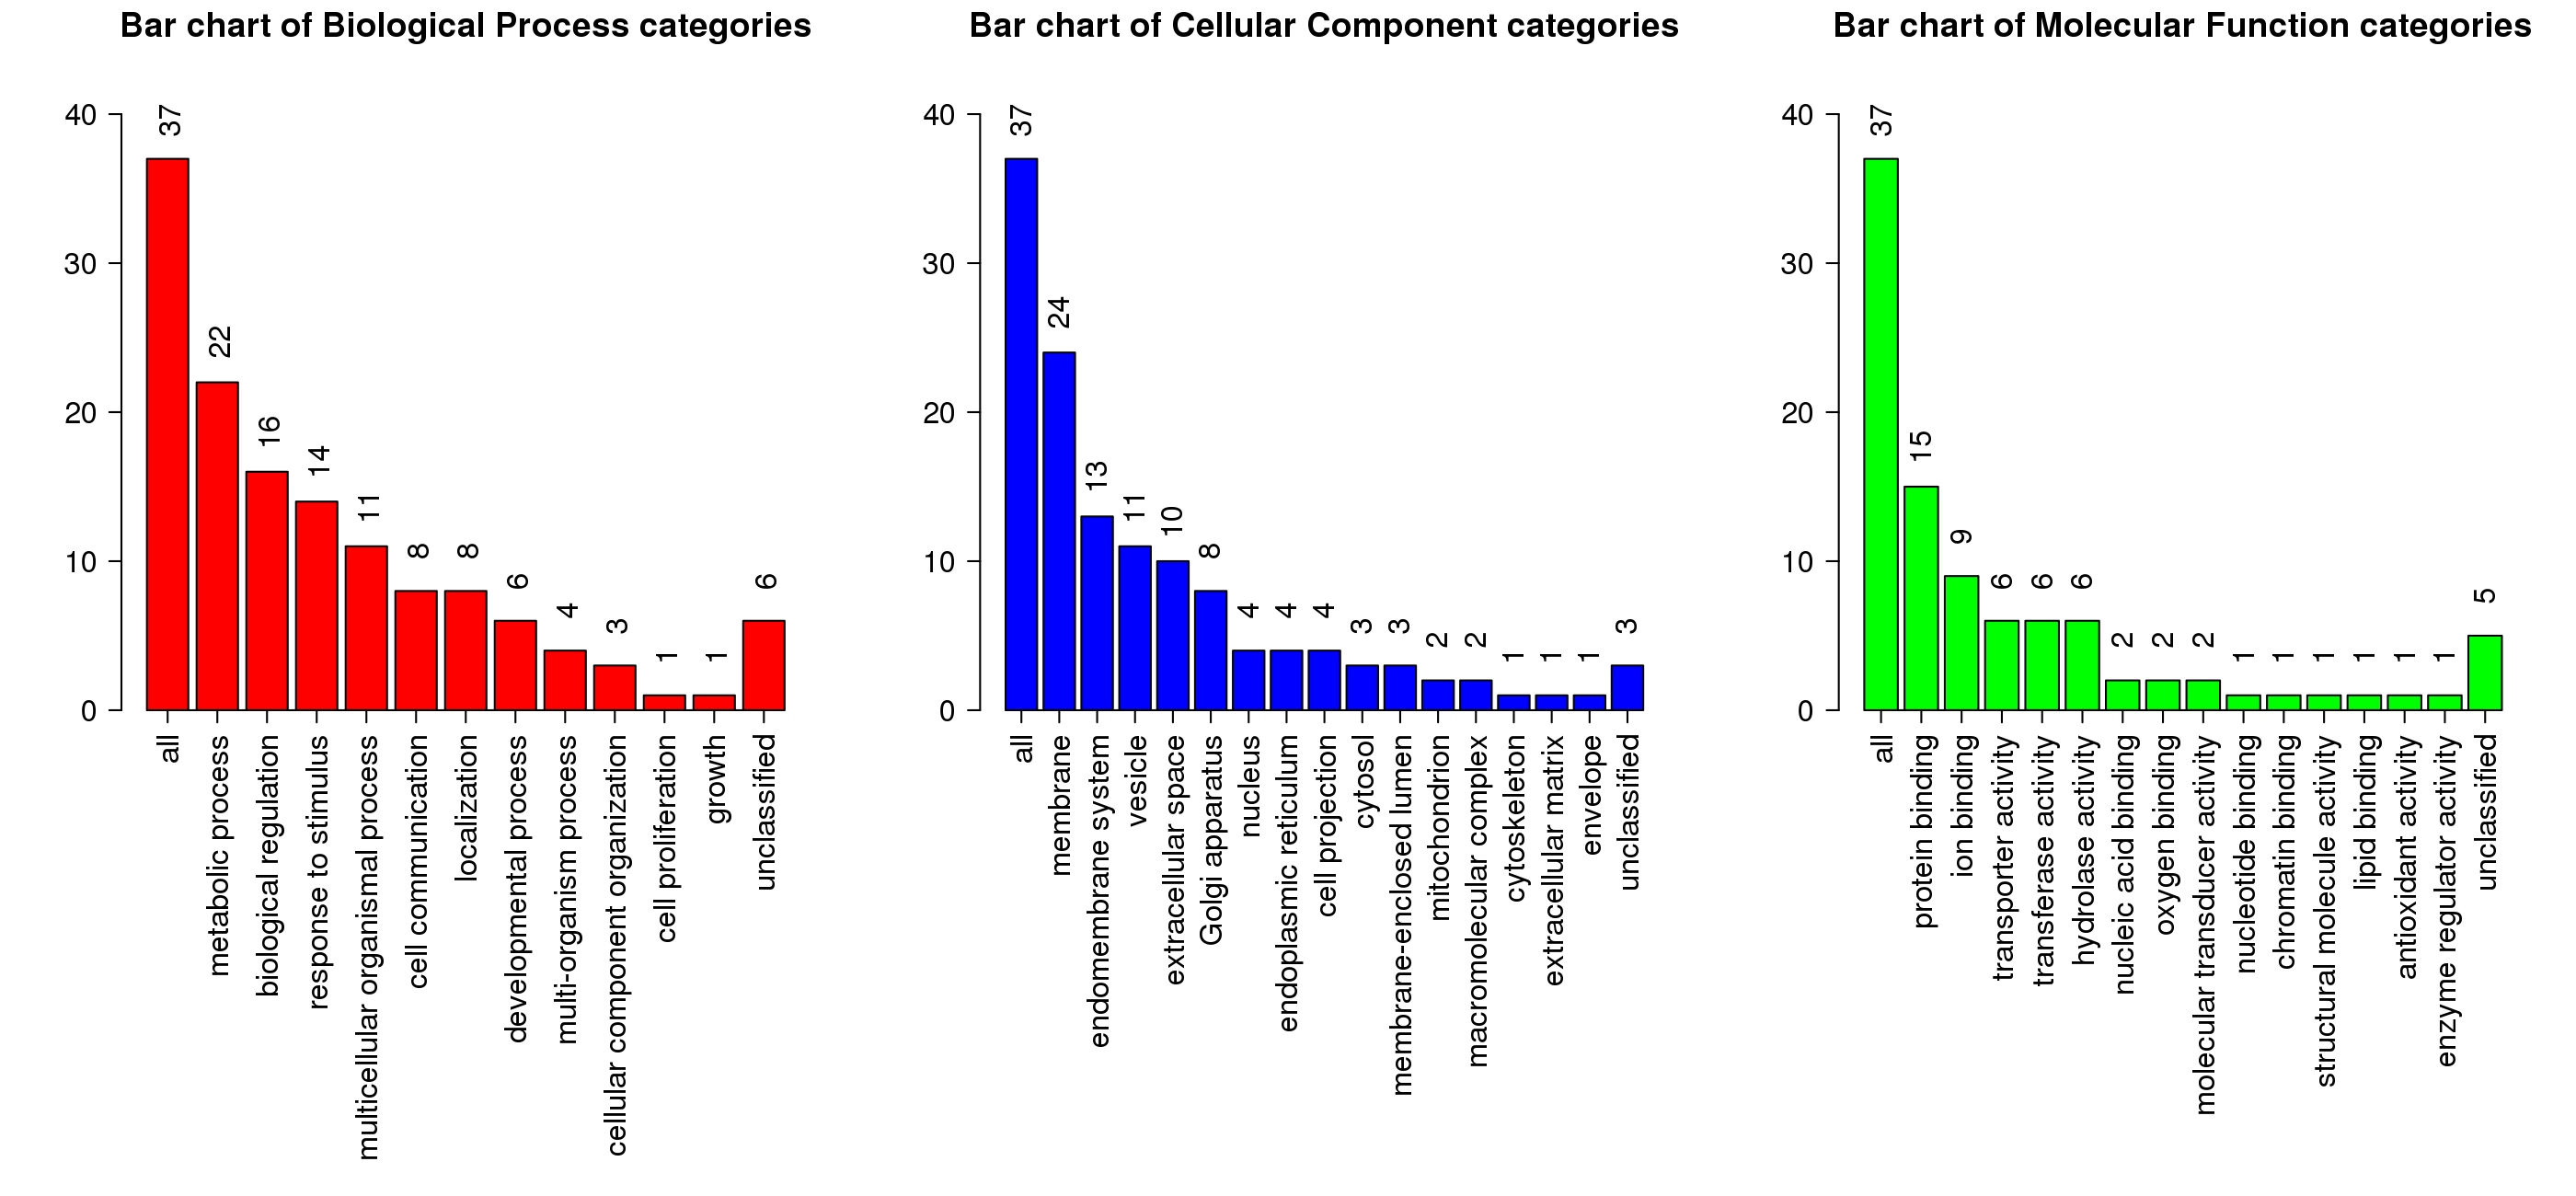 Bar chart of Biological Process categories
40
30
20
10
0
37
22
16
14
11
8
8
6
4
3
1
1
6
all
metabolic process
biological regulation
response to stimulus
multicellular organismal process
cell communication
localization
developmental process
multi-organism process
cellular component organization
cell proliferation
growth
unclassified
Bar chart of Cellular Component categories
40
30
20
10
0
37
24
13
11
10
8
4
4
4
3
3
2
2
1
1
1
3
all
membrane
endomembrane system
vesicle
extracellular space
Golgi apparatus
nucleus
endoplasmic reticulum
cell projection
cytosol
membrane-enclosed lumen
mitochondrion
macromolecular complex
cytoskeleton
extracellular matrix
envelope
unclassified
Bar chart of Molecular Function categories
40
30
20
10
0
37
15
9
6
6
6
2
2
2
1
1
1
1
1
1
5
all
protein binding
ion binding
transporter activity
transferase activity
hydrolase activity
nucleic acid binding
oxygen binding
molecular transducer activity
nucleotide binding
chromatin binding
structural molecule activity
lipid binding
antioxidant activity
enzyme regulator activity
unclassified